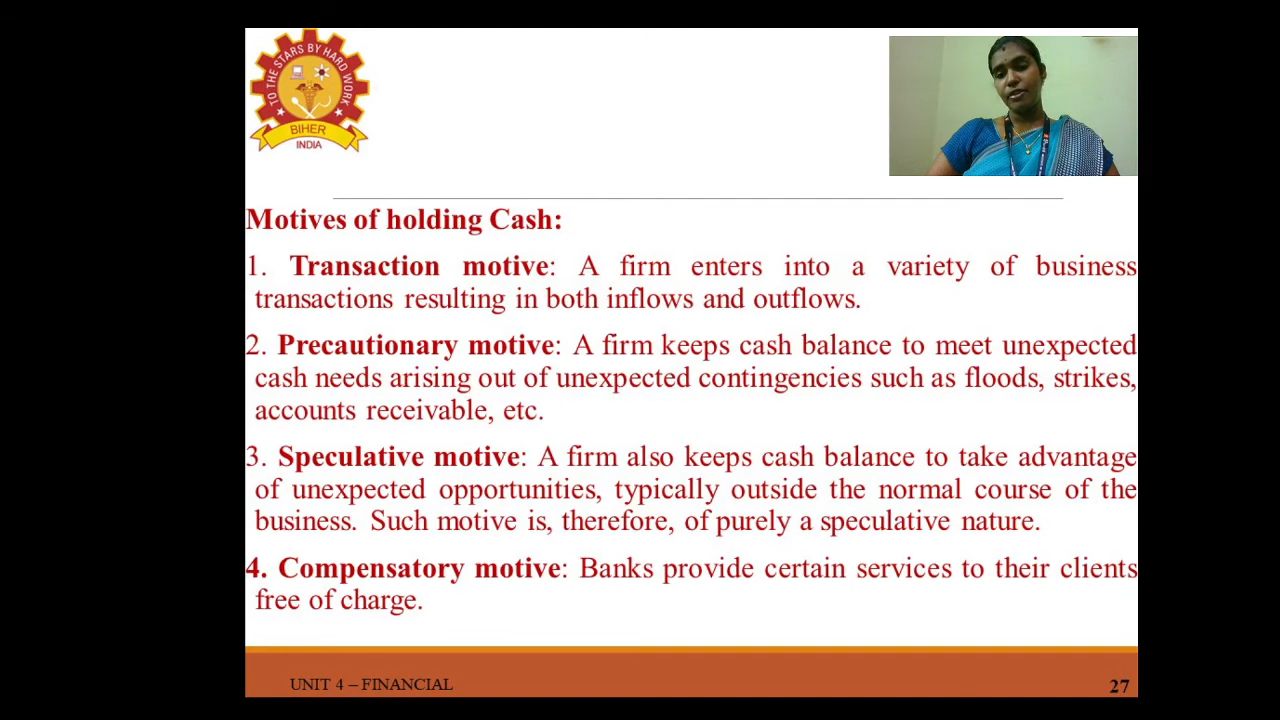 TO THE STARS BY HARD WORK
BIHER
INDIA
Motives of holding Cash:
1. Transaction motive: A firm enters into a variety of business
transactions resulting in both inflows and outflows.
2. Precautionary motive: A firm keeps cash balance to meet unexpected
cash needs arising out of unexpected contingencies such as floods, strikes,
accounts receivable, etc.
3. Speculative motive: A firm also keeps cash balance to take advantage
of unexpected opportunities, typically outside the normal course of the
business. Such motive is, therefore, of purely a speculative nature.
4. Compensatory motive: Banks provide certain services to their clients
free of charge.
UNIT 4 – FINANCIAL
27